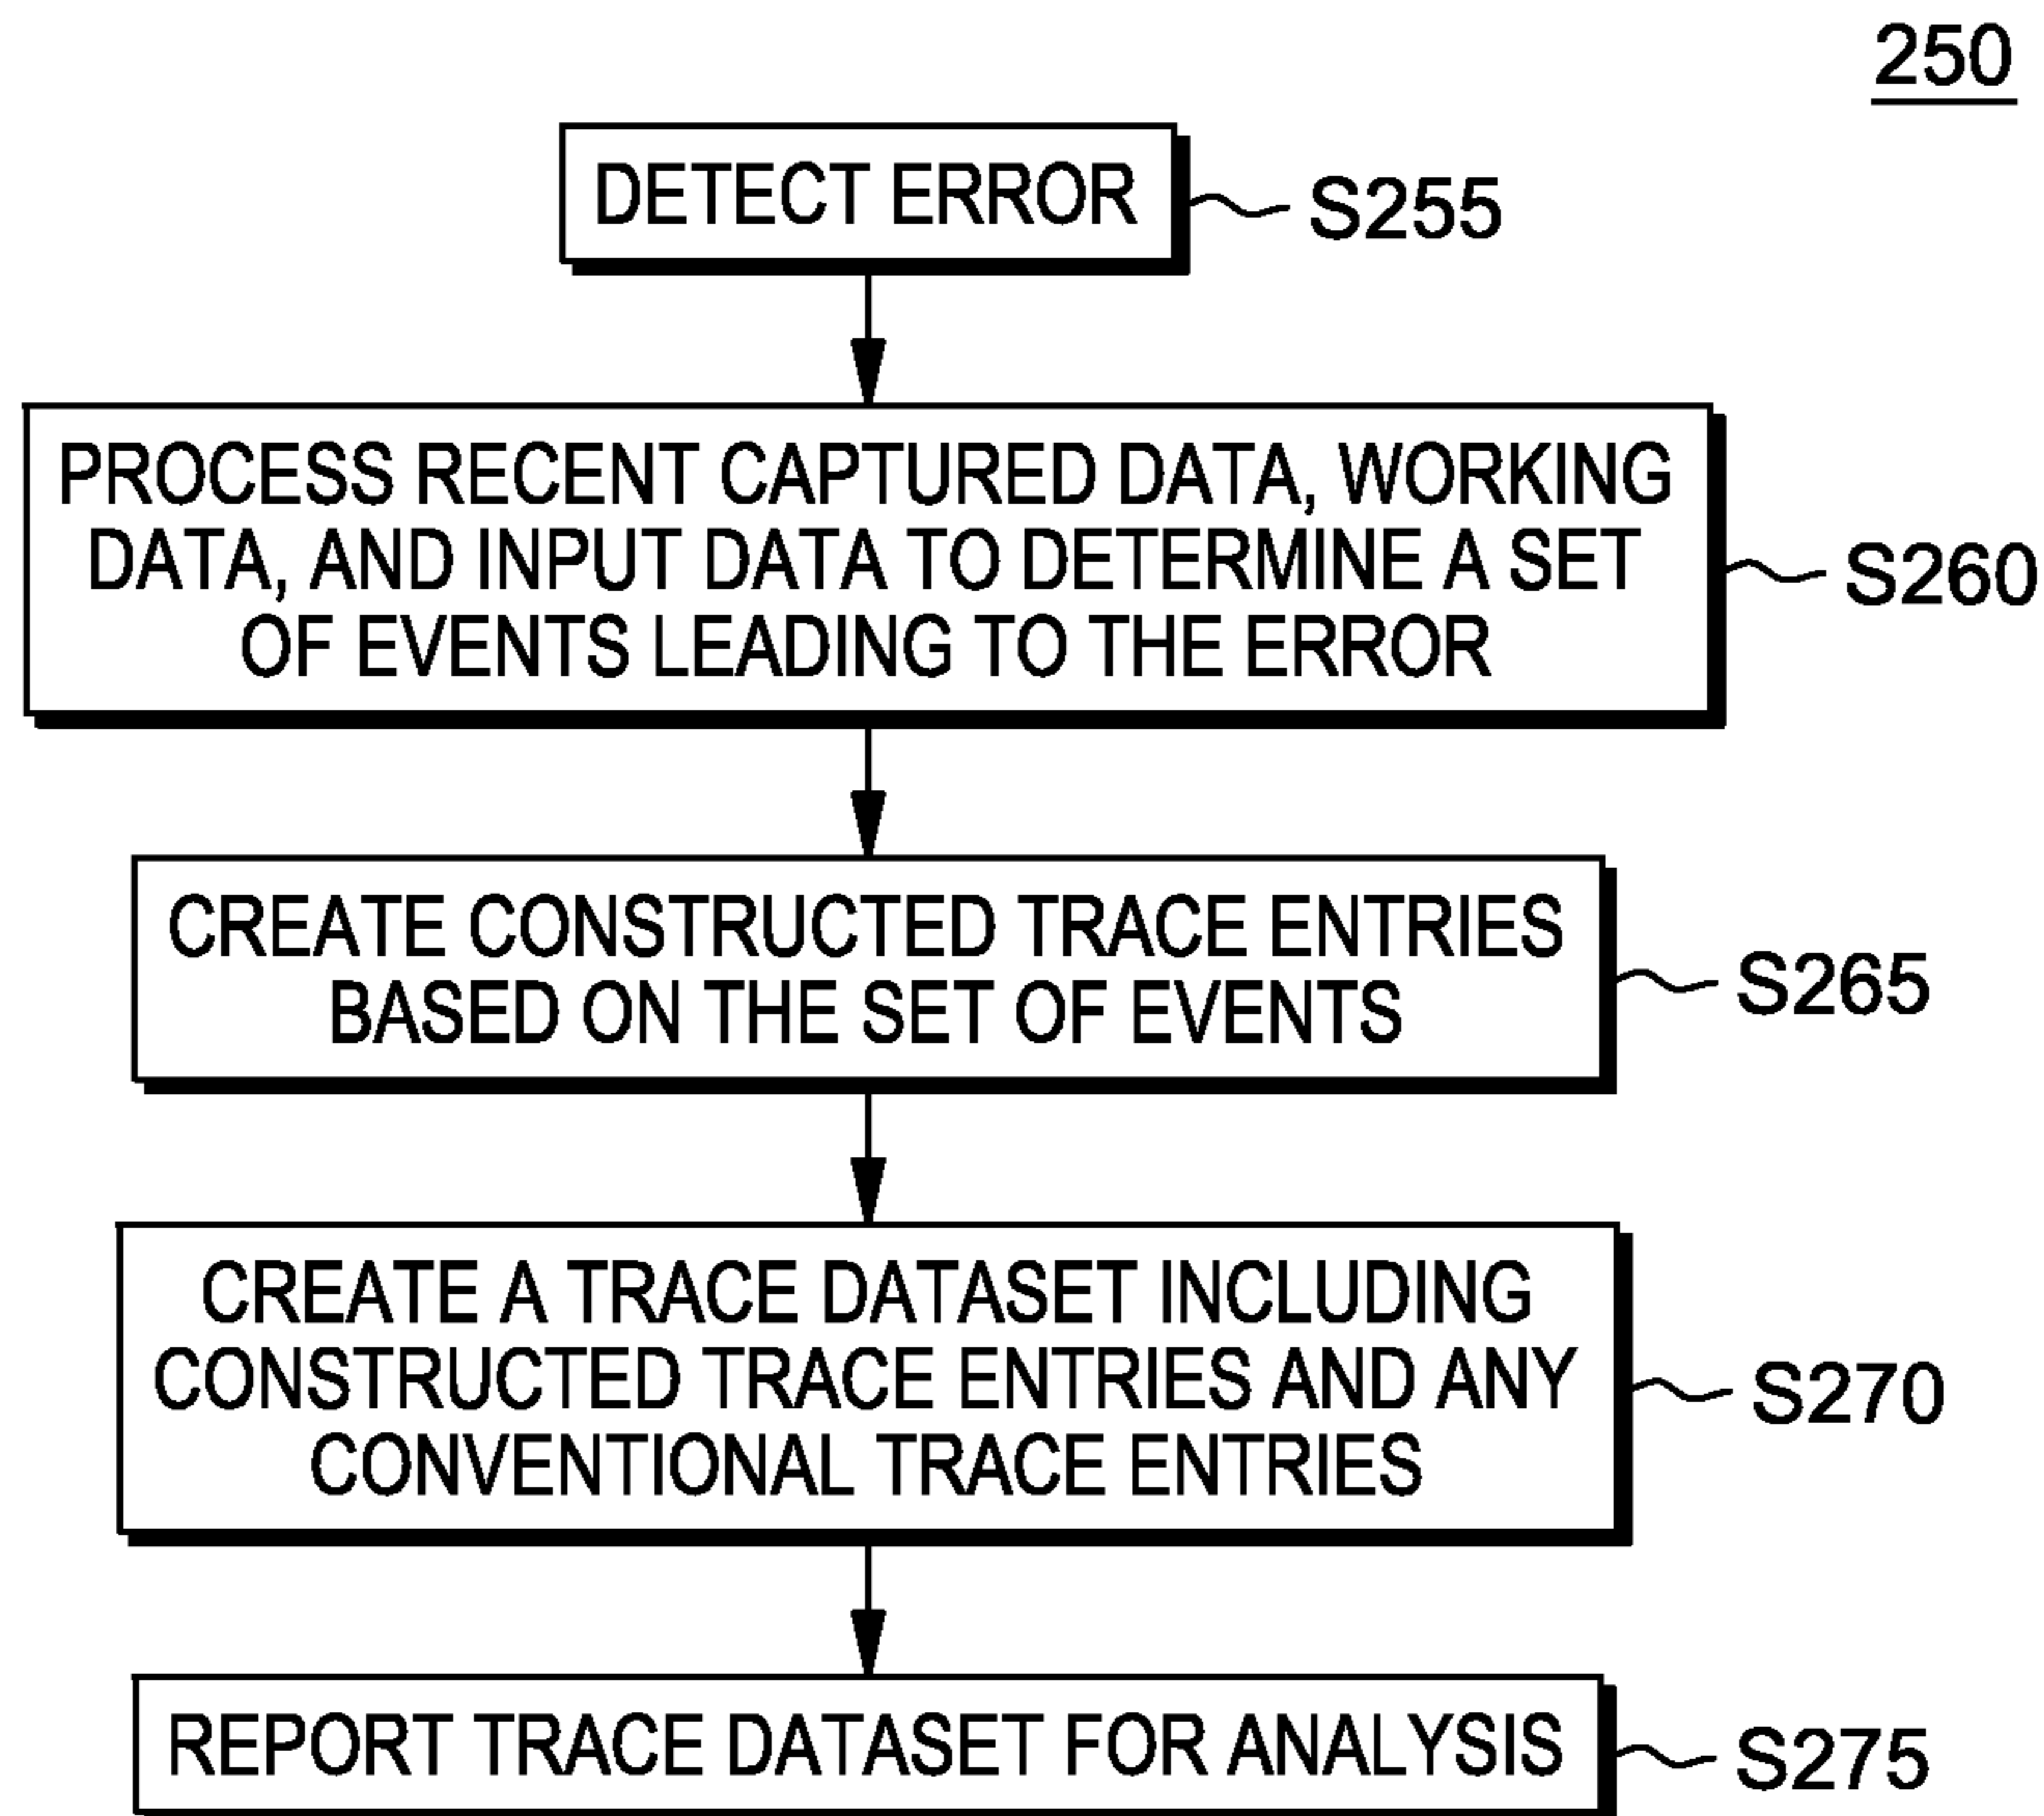 250
DETECT ERROR
S255
PROCESS RECENT CAPTURED DATA, WORKING
DATA, AND INPUT DATA TO DETERMINE A SET
OF EVENTS LEADING TO THE ERROR
S260
CREATE CONSTRUCTED TRACE ENTRIES
BASED ON THE SET OF EVENTS
S265
CREATE A TRACE DATASET INCLUDING
CONSTRUCTED TRACE ENTRIES AND ANY
CONVENTIONAL TRACE ENTRIES
S270
REPORT TRACE DATASET FOR ANALYSIS
S275